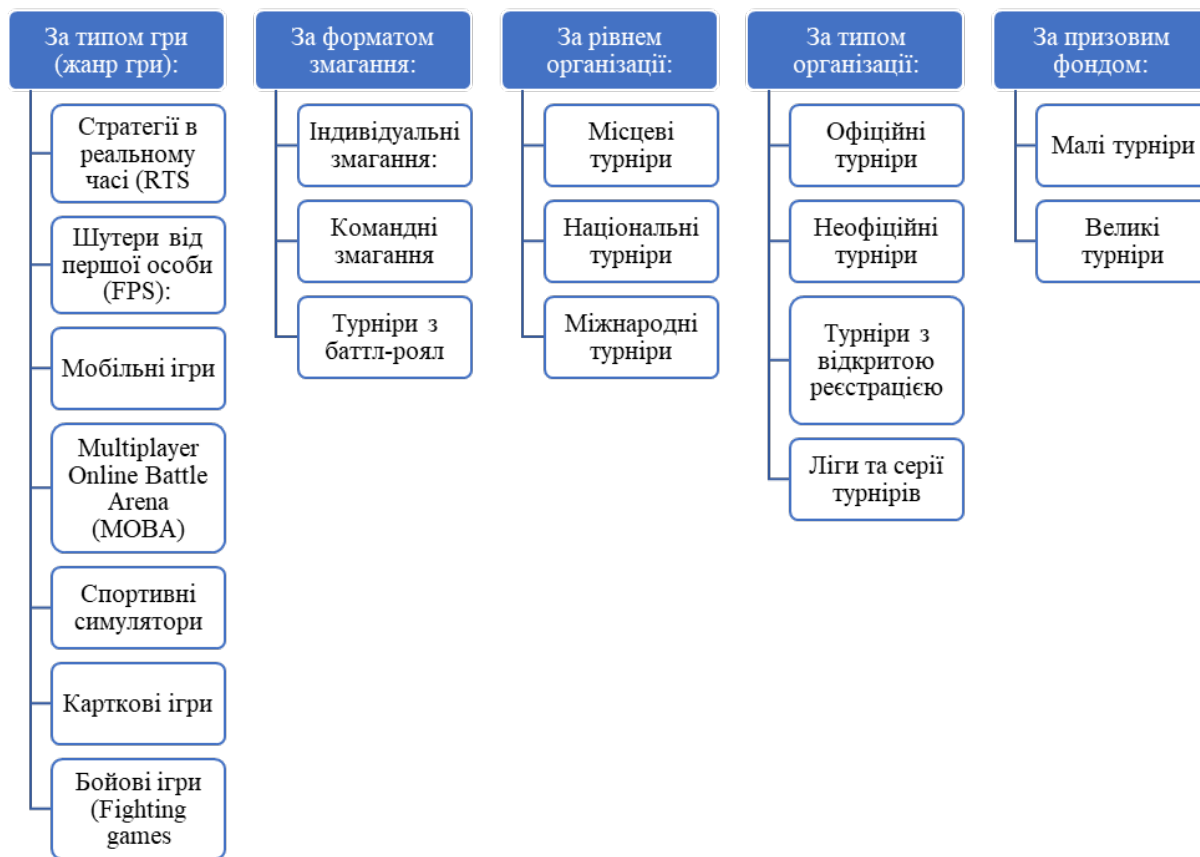 За типом гри
(жанр гри):
Стратегії в
реальному
часі (RTS
Шутери від
першої особи
(FPS):
Мобільні ігри
Multiplayer
Online Battle
Arena
(MOBA)
Спортивні
симулятори
Карткові ігри
Бойові ігри
(Fighting
games
За форматом
змагання:
Індивідуальні
змагання:
Командні
змагання
Турніри з
баттл-роял
За рівнем
організації:
Місцеві
турніри
Національні
турніри
Міжнародні
турніри
За типом
організації:
Офіційні
турніри
Неофіційні
турніри
Турніри з
відкритою
реєстрацією
Ліги та серії
турнірів
За призовим
фондом:
Малі турніри
Великі
турніри